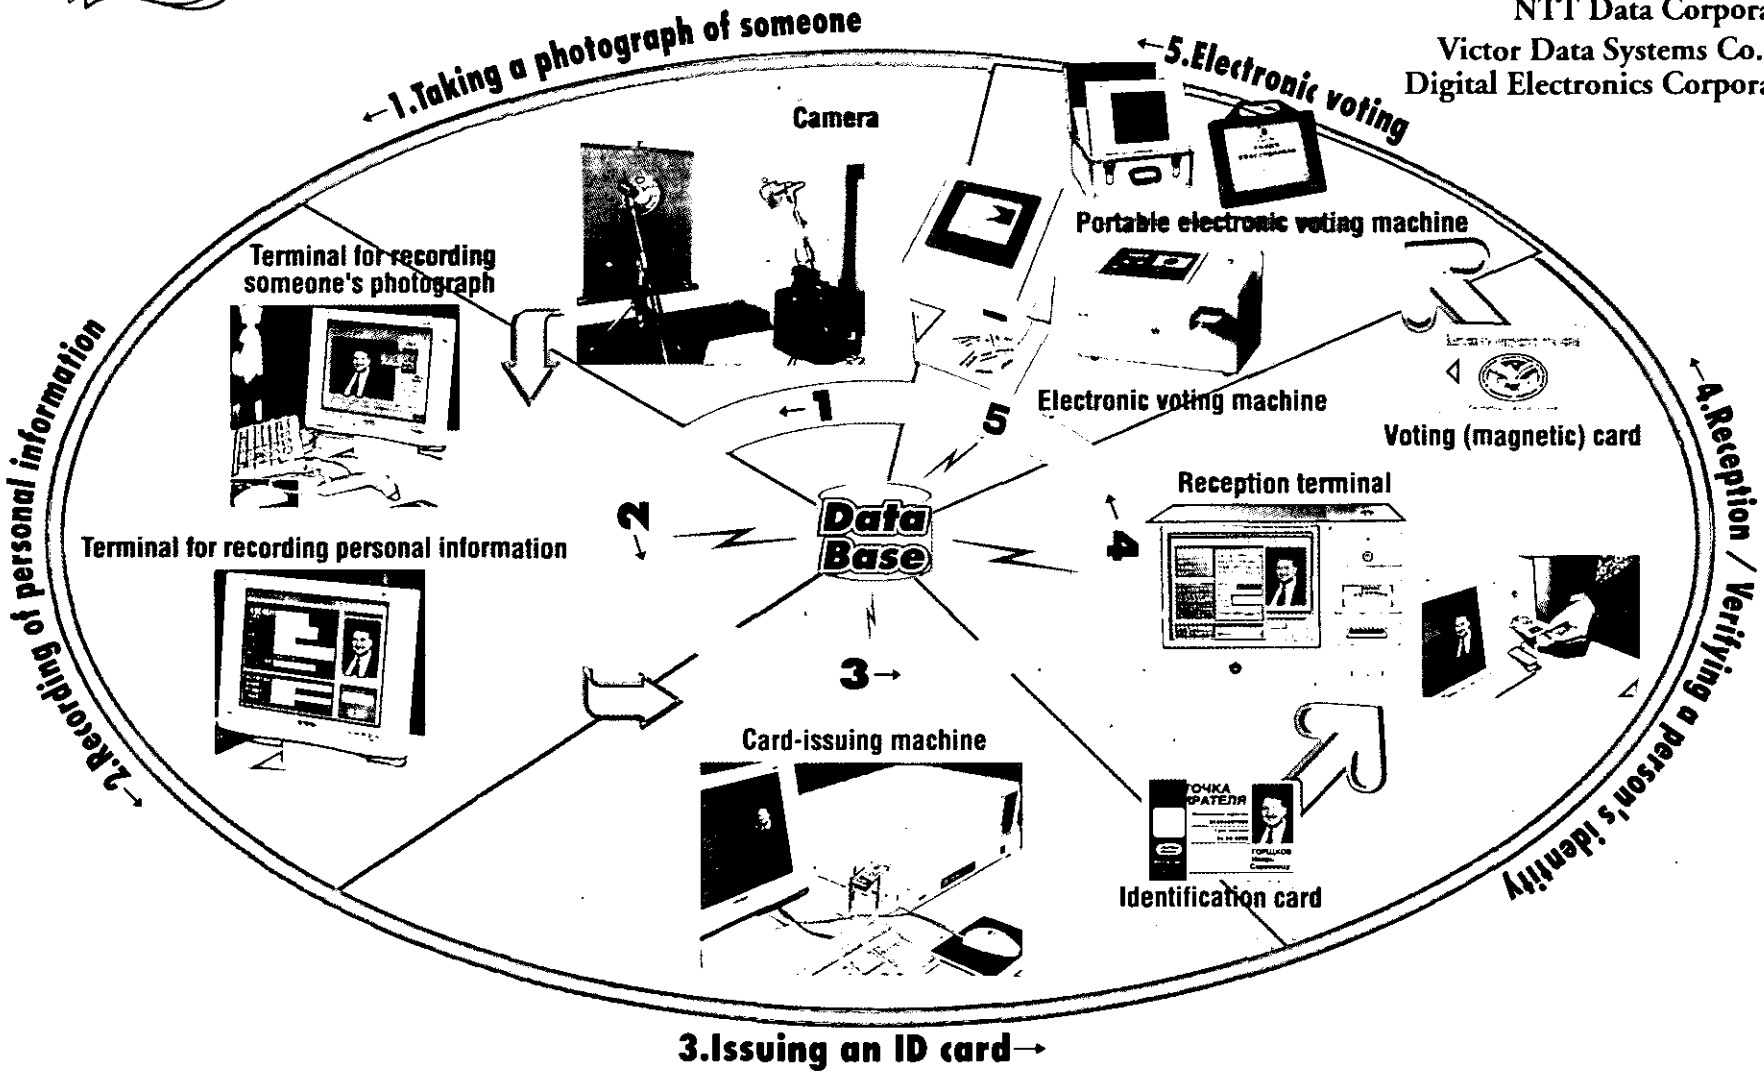 NTT Data Corpora
Victor Data Systems Co.
Digital Electronics Corpora
←1.Taking a photograph of someone
←5.Electronic voting
Camera
Portable electronic voting machine
Terminal for recording
someone's photograph
Electronic voting machine
←1
5
Voting (magnetic) card
←4.Reception / Verifying a person's identity
Reception terminal
←4
Data
Base
2→
Terminal for recording personal information
←2.Recording of personal information→
3→
Card-issuing machine
ТОЧКА
ИРАТЕЛЯ
ГОРШКОВ
Identification card
3.Issuing an ID card→